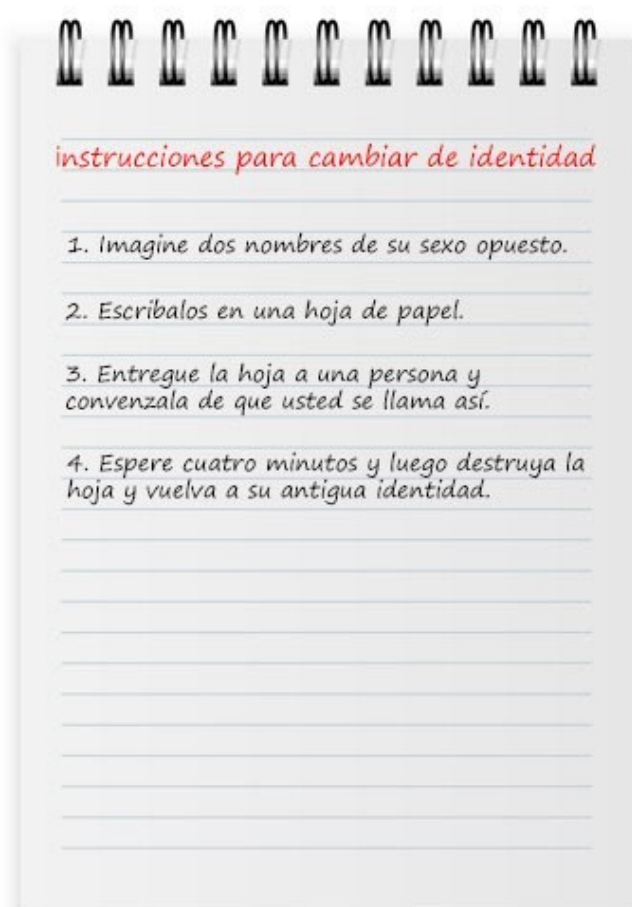 instrucciones para cambiar de identidad
1. Imagine dos nombres de su sexo opuesto.
2. Escribalos en una hoja de papel.
3. Entregue la hoja a una persona y
convenzala de que usted se llama así.
4. Espere cuatro minutos y luego destruya la
hoja y vuelva a su antigua identidad.